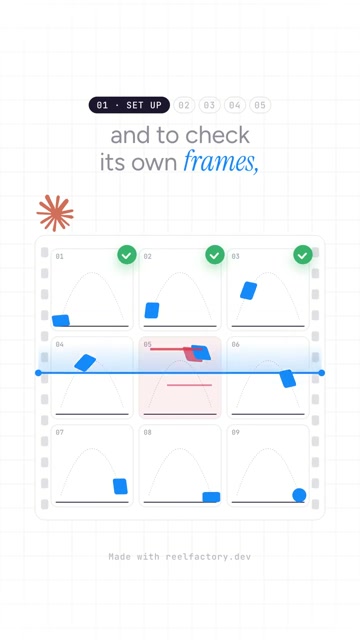 01 · SET UP 02 03 04 05
and to check
its own frames,
01 02 03
04 05 06
07 08 09
Made with reelfactory.dev